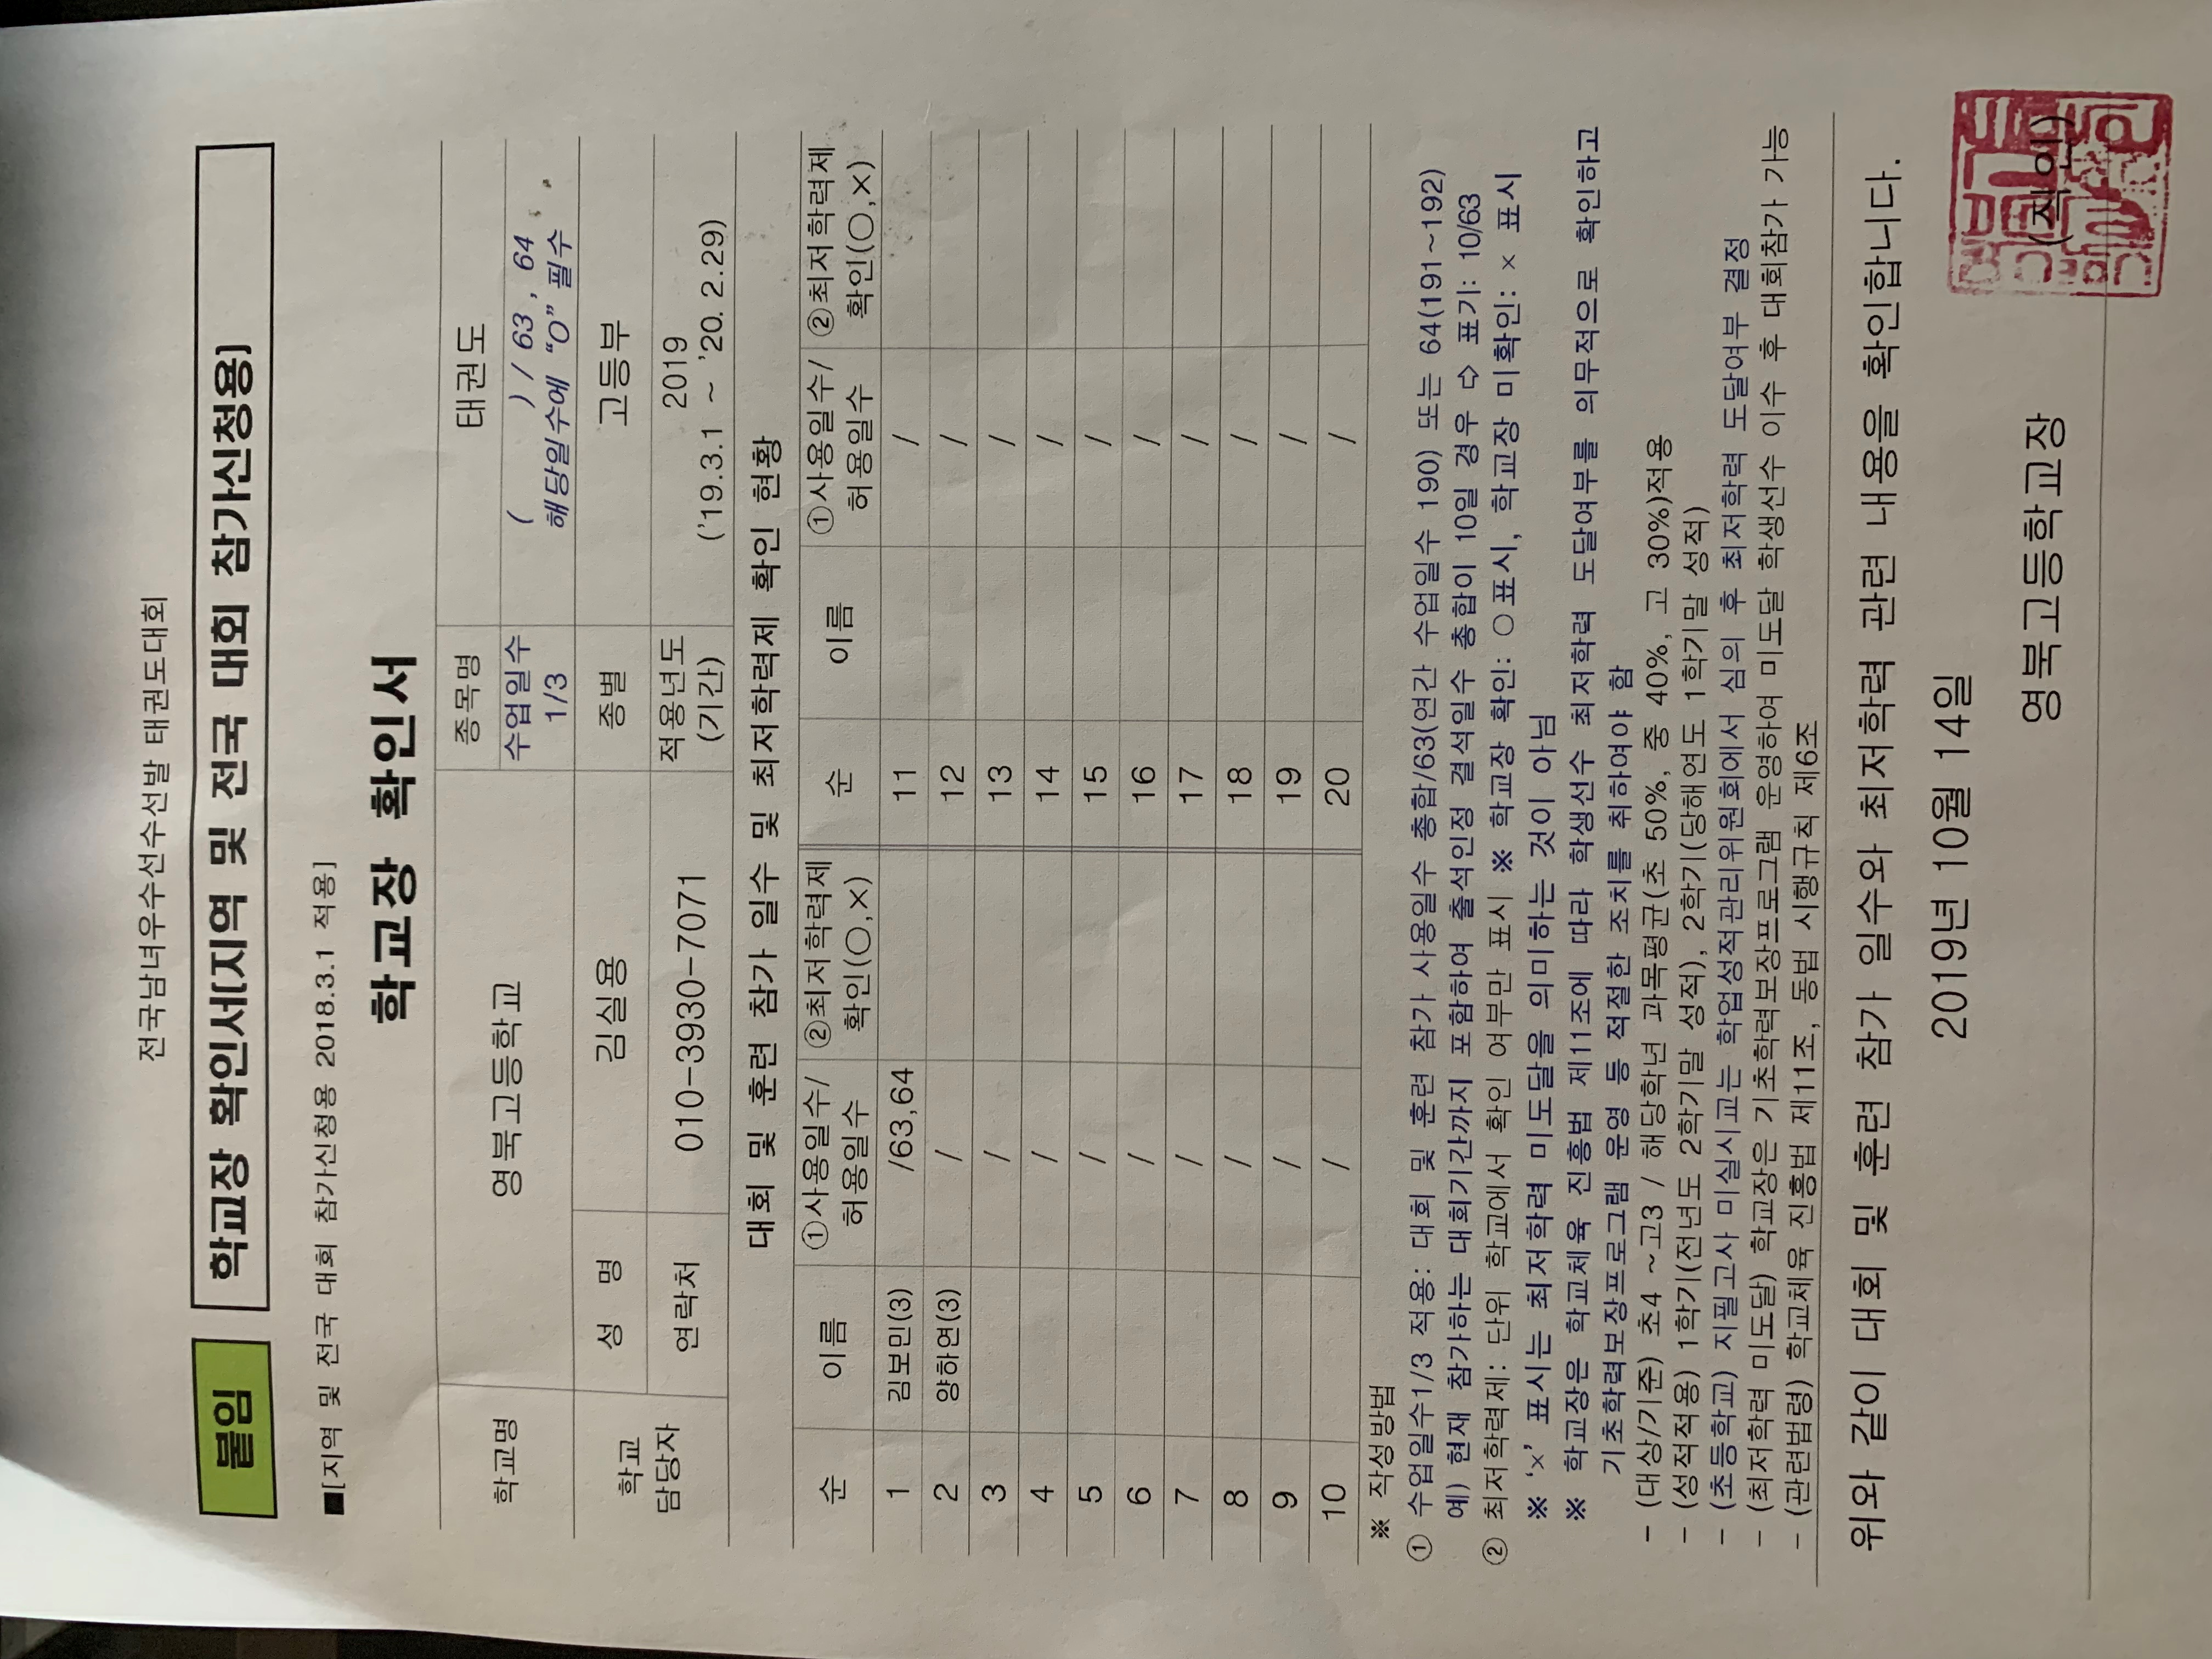 전국남녀우수선수선발 태권도대회
붙임 학교장 확인서[지역 및 전국 대회 참가신청용]
■[지역 및 전국 대회 참가신청용 2018.3.1 적용]
학교장 확인서
학교명 영북고등학교 종목명 태권도
수업일수 1/3 ( ) / 63 , 64 해당일수에 “O” 필수
학교 담당자 성 명 김실용 종별 고등부
연락처 010-3930-7071 적용년도 (기간) 2019 ('19.3.1 ~ '20. 2.29)
대회 및 훈련 참가 일수 및 최저학력제 확인 현황
순 이름 ①사용일수/허용일수 ②최저학력제 확인(○,×) 순 이름 ①사용일수/허용일수 ②최저학력제 확인(○,×)
1 김보민(3) /63,64 11 /
2 양하연(3) / 12 /
3 / 13 /
4 / 14 /
5 / 15 /
6 / 16 /
7 / 17 /
8 / 18 /
9 / 19 /
10 / 20 /
※ 작성방법
① 수업일수1/3 적용: 대회 및 훈련 참가 사용일수 총합/63(연간 수업일수 190) 또는 64(191~192)
예) 현재 참가하는 대회기간까지 포함하여 출석인정 결석일수 총합이 10일 경우 ⇨ 표기: 10/63
② 최저학력제: 단위 학교에서 확인 여부만 표시 ※ 학교장 확인: ○표시, 학교장 미확인: × 표시
※ ‘×’ 표시는 최저학력 미도달을 의미하는 것이 아님
※ 학교장은 학교체육 진흥법 제11조에 따라 학생선수 최저학력 도달여부를 의무적으로 확인하고
기초학력보장프로그램 운영 등 적절한 조치를 취하여야 함
- (대상/기준) 초4 ~고3 / 해당학년 과목평균(초 50%, 중 40%, 고 30%)적용
- (성적적용) 1학기(전년도 2학기말 성적), 2학기(당해연도 1학기말 성적)
- (초등학교) 지필고사 미실시교는 학업성적관리위원회에서 심의 후 최저학력 도달여부 결정
- (최저학력 미도달) 학교장은 기초학력보장프로그램 운영하여 미도달 학생선수 이수 후 대회참가 가능
- (관련법령) 학교체육 진흥법 제11조, 동법 시행규칙 제6조
위와 같이 대회 및 훈련 참가 일수와 최저학력 관련 내용을 확인합니다.
2019년 10월 14일
영북고등학교장 (직인)